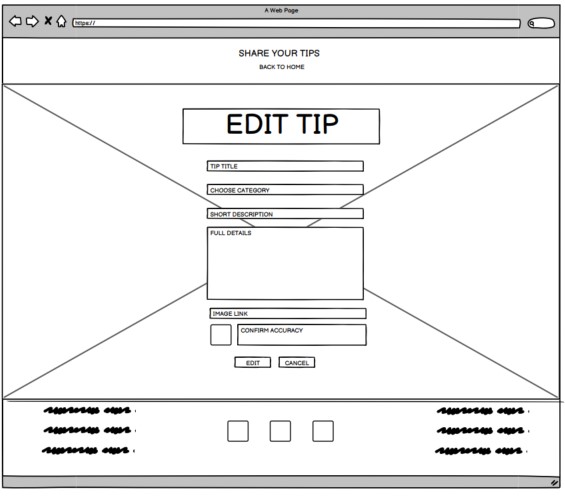 A Web Page
https://
SHARE YOUR TIPS
BACK TO HOME
EDIT TIP
TIP TITLE
CHOOSE CATEGORY
SHORT DESCRIPTION
FULL DETAILS
IMAGE LINK
CONFIRM ACCURACY
EDIT
CANCEL